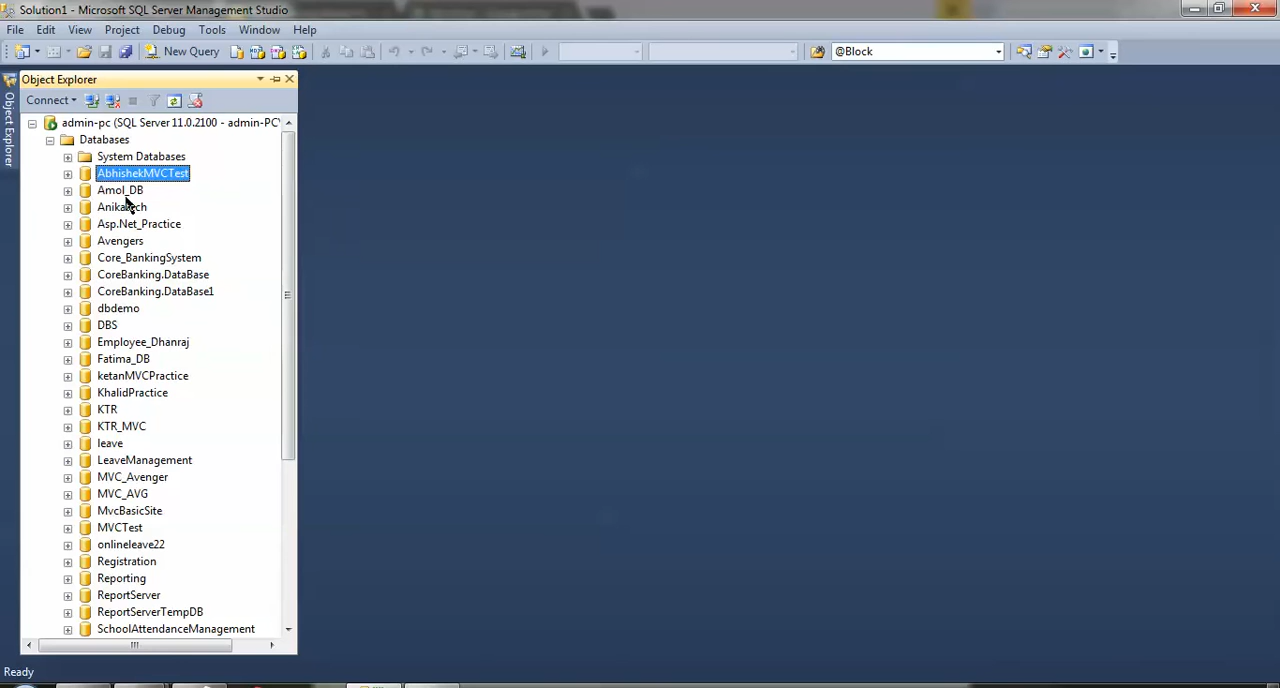 Solution1 - Microsoft SQL Server Management Studio
File Edit View Project Debug Tools Window Help
New Query
@Block
Object Explorer
Object Explorer
Connect
admin-pc (SQL Server 11.0.2100 - admin-PC
Databases
System Databases
AbhishekMVCTest
Amol_DB
Asp.Net_Practice
Avengers
Core_BankingSystem
CoreBanking.DataBase
CoreBanking.DataBase1
dbdemo
DBS
Employee_Dhanraj
Fatima_DB
ketanMVCPractice
KhalidPractice
KTR
KTR_MVC
leave
LeaveManagement
MVC_Avenger
MVC_AVG
MvcBasicSite
MVCTest
onlineleave22
Registration
Reporting
ReportServer
ReportServerTempDB
SchoolAttendanceManagement
Ready